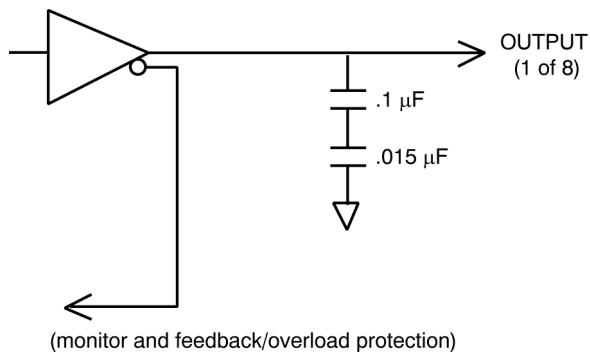 OUTPUT
(1 of 8)
.1 µF
.015 µF
(monitor and feedback/overload protection)